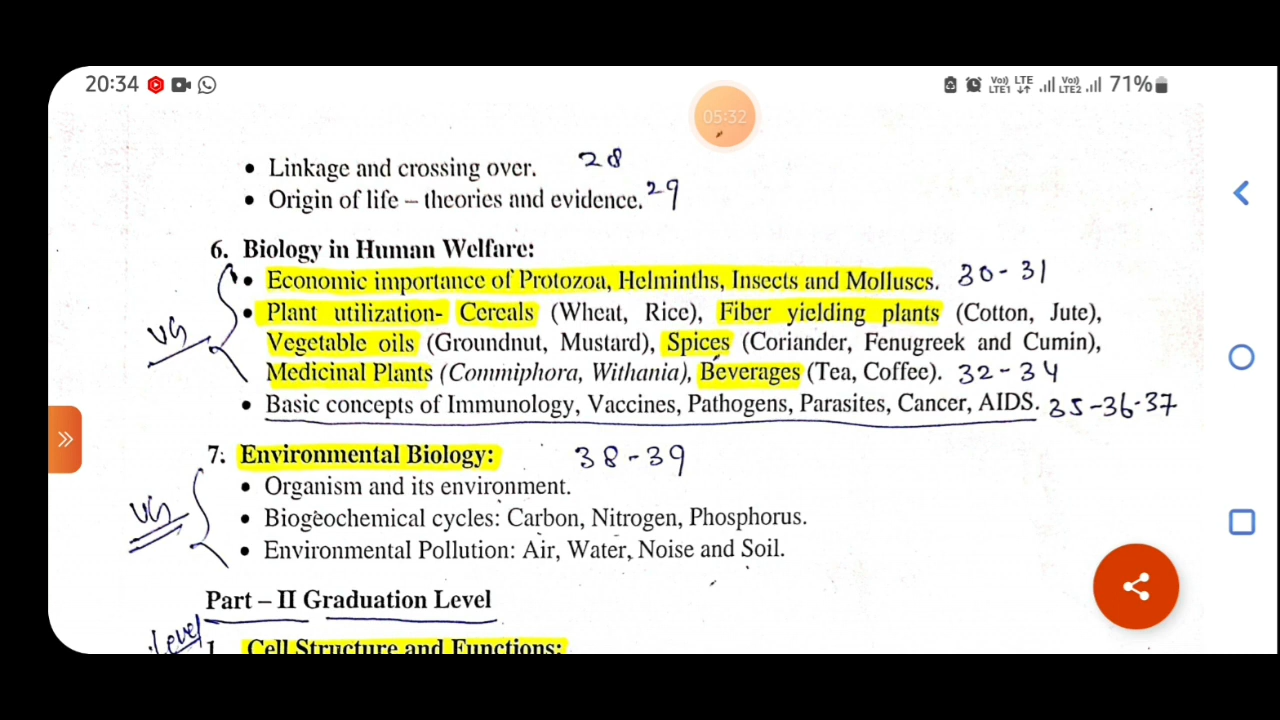 20:34 Vo) LTE LTE1 Vo) LTE2 71%
05:32
• Linkage and crossing over. 28
• Origin of life – theories and evidence. 29
6. Biology in Human Welfare:
• Economic importance of Protozoa, Helminths, Insects and Molluscs. 30-31
• Plant utilization- Cereals (Wheat, Rice), Fiber yielding plants (Cotton, Jute),
Vegetable oils (Groundnut, Mustard), Spices (Coriander, Fenugreek and Cumin),
Medicinal Plants (Commiphora, Withania), Beverages (Tea, Coffee). 32-34
• Basic concepts of Immunology, Vaccines, Pathogens, Parasites, Cancer, AIDS. 35-36-37
7. Environmental Biology: 38-39
• Organism and its environment.
• Biogeochemical cycles: Carbon, Nitrogen, Phosphorus.
• Environmental Pollution: Air, Water, Noise and Soil.
Part – II Graduation Level
Level
1. Cell Structure and Functions: